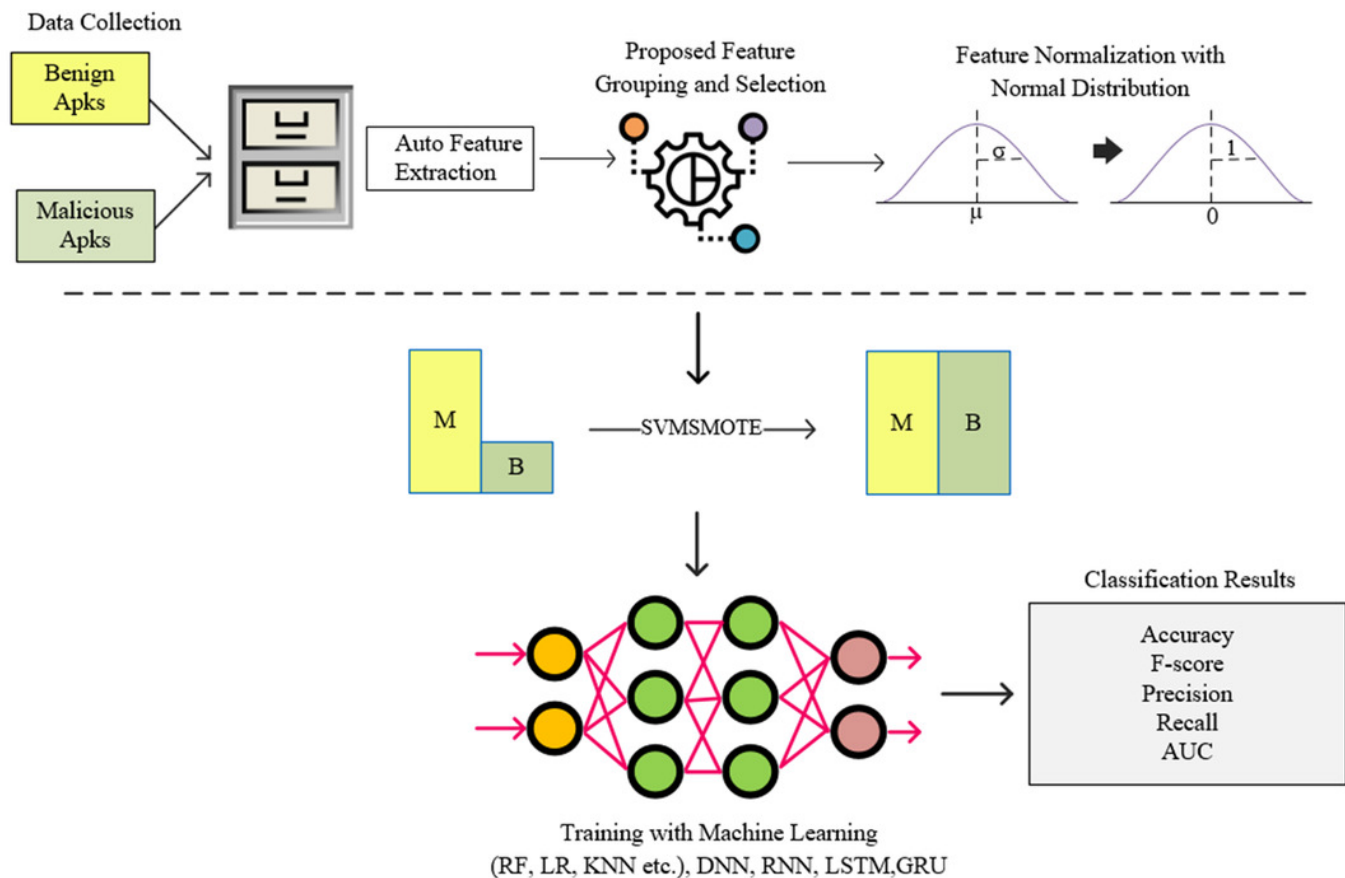 Data Collection
Benign
Apks
Malicious
Apks
Auto Feature
Extraction
Proposed Feature
Grouping and Selection
Feature Normalization with
Normal Distribution
σ
μ
1
0
M
B
SVMSMOTE
M
B
Classification Results
Accuracy
F-score
Precision
Recall
AUC
Training with Machine Learning
(RF, LR, KNN etc.), DNN, RNN, LSTM,GRU